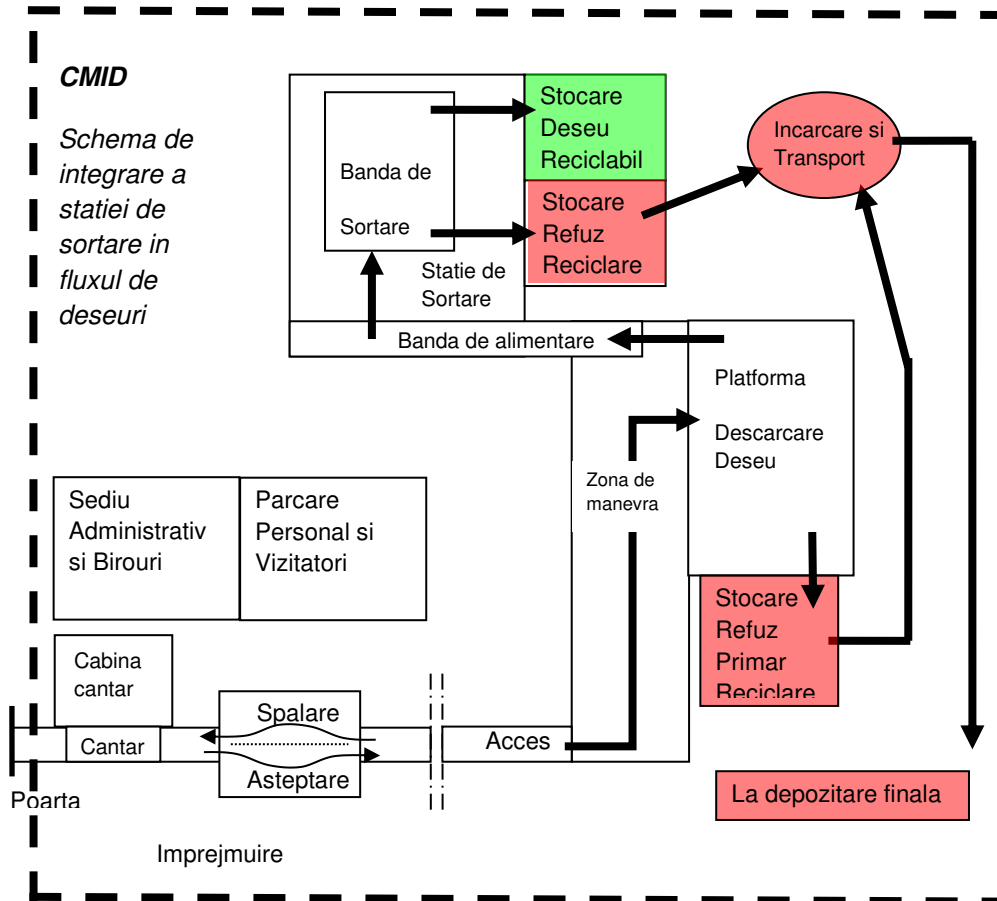 CMID
Schema de
integrare a
statiei de
sortare in
fluxul de
deseuri
Banda de
Sortare
Stocare
Deseu
Reciclabil
Stocare
Refuz
Reciclare
Incarcare si
Transport
Statie de
Sortare
Banda de alimentare
Platforma
Descarcare
Deseu
Zona de
manevra
Sediu
Administrativ
si Birouri
Parcare
Personal si
Vizitatori
Stocare
Refuz
Primar
Reciclare
Cabina
cantar
Cantar
Spalare
Asteptare
Acces
Poarta
La depozitare finala
Imprejmuire